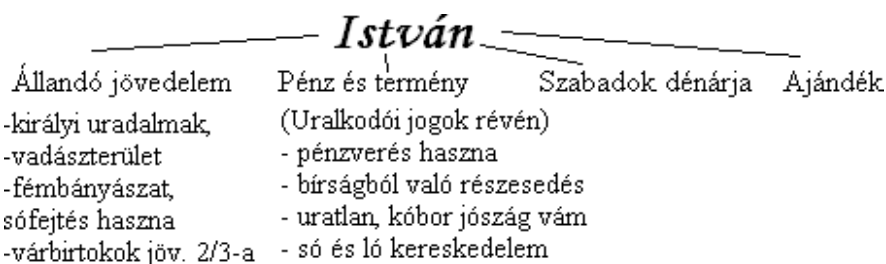 István
Állandó jövedelem
Pénz és termény
Szabadok dénárja
Ajándék
-királyi uradalmak,
-vadászterület
-fémbányászat,
sófejtés haszna
-várbirtokok jöv. 2/3-a
(Uralkodói jogok révén)
- pénzverés haszna
- bírságból való részesedés
- uratlan, kóbor jószág vám
- só és ló kereskedelem